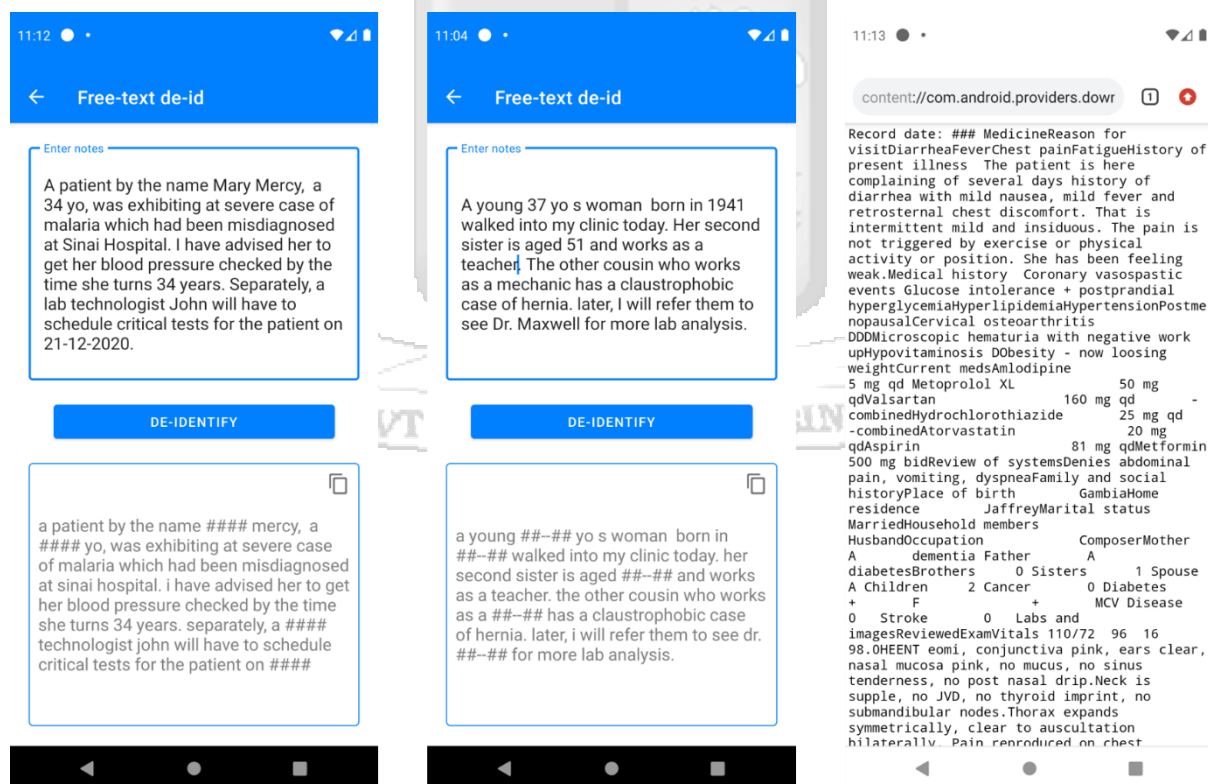 11:12
Free-text de-id
Enter notes
A patient by the name Mary Mercy,  a
34 yo, was exhibiting at severe case of
malaria which had been misdiagnosed
at Sinai Hospital. I have advised her to
get her blood pressure checked by the
time she turns 34 years. Separately, a
lab technologist John will have to
schedule critical tests for the patient on
21-12-2020.
DE-IDENTIFY
a patient by the name #### mercy,  a
#### yo, was exhibiting at severe case
of malaria which had been misdiagnosed
at sinai hospital. i have advised her to get
her blood pressure checked by the time
she turns 34 years. separately, a ####
technologist john will have to schedule
critical tests for the patient on ####
11:04
Free-text de-id
Enter notes
A young 37 yo s woman  born in 1941
walked into my clinic today. Her second
sister is aged 51 and works as a
teacher. The other cousin who works
as a mechanic has a claustrophobic
case of hernia. later, I will refer them to
see Dr. Maxwell for more lab analysis.
DE-IDENTIFY
a young ##--## yo s woman  born in
##--## walked into my clinic today. her
second sister is aged ##--## and works
as a teacher. the other cousin who works
as a ##--## has a claustrophobic case
of hernia. later, i will refer them to see dr.
##--## for more lab analysis.
11:13
content://com.android.providers.dowr
1
Record date: ### MedicineReason for
visitDiarrheaFeverChest painFatigueHistory of
present illness  The patient is here
complaining of several days history of
diarrhea with mild nausea, mild fever and
retrosternal chest discomfort. That is
intermittent mild and insiduous. The pain is
not triggered by exercise or physical
activity or position. She has been feeling
weak.Medical history  Coronary vasospastic
events Glucose intolerance + postprandial
hyperglycemiaHyperlipidemiaHypertensionPostme
nopausalCervical osteoarthritis
DDDMicroscopic hematuria with negative work
upHypovitaminosis DObesity - now loosing
weightCurrent medsAmlodipine
5 mg qd Metoprolol XL 50 mg
qdValsartan 160 mg qd -
combinedHydrochlorothiazide 25 mg qd
-combinedAtorvastatin 20 mg
qdAspirin 81 mg qdMetformin
500 mg bidReview of systemsDenies abdominal
pain, vomiting, dyspneaFamily and social
historyPlace of birth GambiaHome
residence JaffreyMarital status
MarriedHousehold members
HusbandOccupation ComposerMother
A dementia Father A
diabetesBrothers 0 Sisters 1 Spouse
A Children 2 Cancer 0 Diabetes
+ F + MCV Disease
0 Stroke 0 Labs and
imagesReviewedExamVitals 110/72  96  16
98.0HEENT eomi, conjunctiva pink, ears clear,
nasal mucosa pink, no mucus, no sinus
tenderness, no post nasal drip.Neck is
supple, no JVD, no thyroid imprint, no
submandibular nodes.Thorax expands
symmetrically, clear to auscultation
bilaterally. Pain reproduced on chest